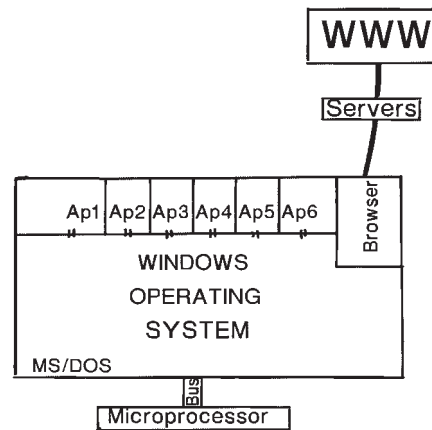 WWW
Servers
Ap1 Ap2 Ap3 Ap4 Ap5 Ap6
Browser
WINDOWS
OPERATING
SYSTEM
MS/DOS
Bus
Microprocessor